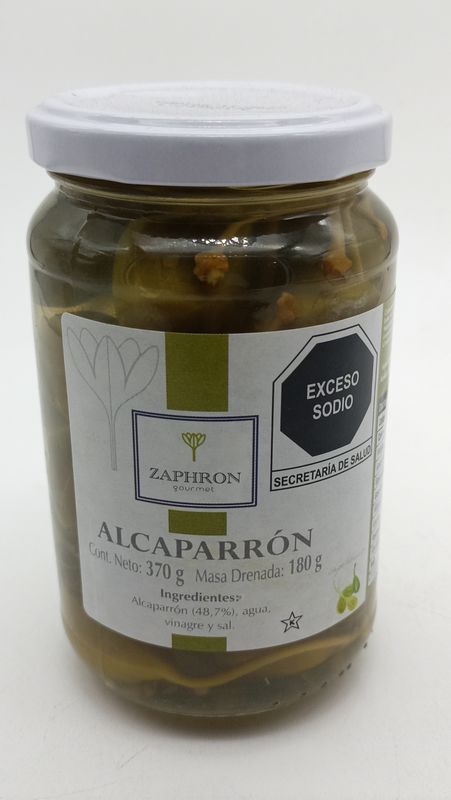 EXCESO
SODIO
SECRETARÍA DE SALUD
ZAPHRON
gourmet
ALCAPARRÓN
Cont. Neto: 370 g Masa Drenada: 180 g
Ingredientes:
Alcaparrón (48,7%), agua,
vinagre y sal.
K